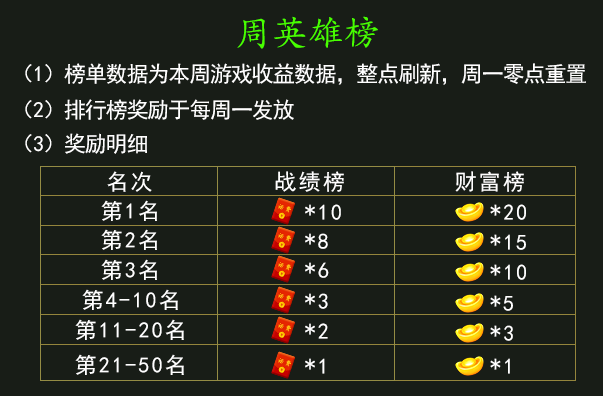 周英雄榜
（1）榜单数据为本周游戏收益数据，整点刷新，周一零点重置
（2）排行榜奖励于每周一发放
（3）奖励明细
名次 战绩榜 财富榜
第1名 *10 *20
第2名 *8 *15
第3名 *6 *10
第4-10名 *3 *5
第11-20名 *2 *3
第21-50名 *1 *1